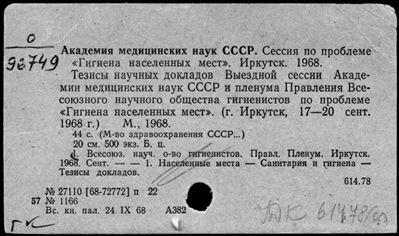 0
96749
Академия медицинских наук СССР. Сессия по проблеме
«Гигиена населенных мест». Иркутск. 1968.
Тезисы научных докладов Выездной сессии Акаде-
мии медицинских наук СССР и пленума Правления Все-
союзного научного общества гигиенистов по проблеме
«Гигиена населенных мест». (г. Иркутск, 17—20 сент.
1968 г.) М., 1968.
44 с. (М-во здравоохранения СССР...)
20 см. 500 экз. Б. ц.
I. Всесоюз. науч. о-во гигиенистов. Правл. Пленум. Иркутск.
1968. Сент. — — 1. Населенные места — Санитария и гигиена —
Тезисы докладов.
614.78
№ 27110 [68-72772] п 22
57 № 1166
Вс. кн. пал. 24 IX 68 А382